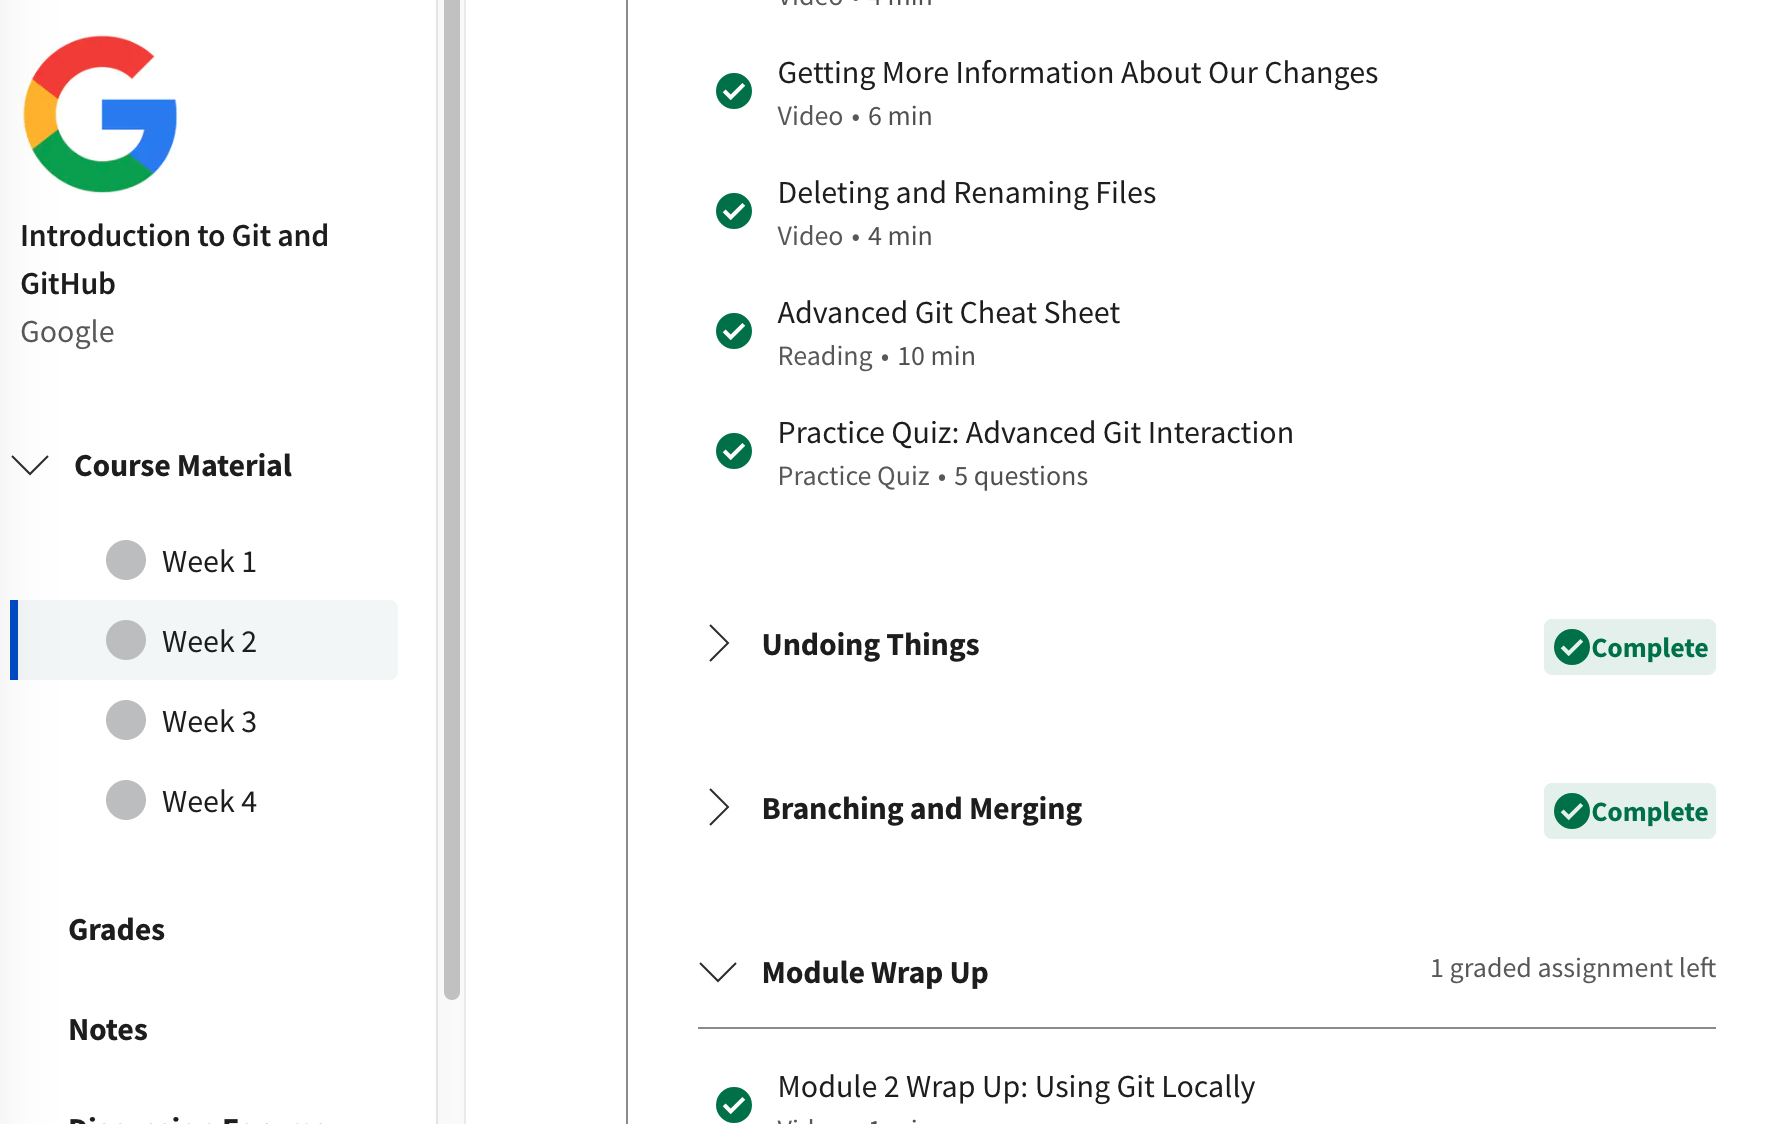 Introduction to Git and
GitHub
Google
Course Material
Week 1
Week 2
Week 3
Week 4
Grades
Notes
Getting More Information About Our Changes
Video • 6 min
Deleting and Renaming Files
Video • 4 min
Advanced Git Cheat Sheet
Reading • 10 min
Practice Quiz: Advanced Git Interaction
Practice Quiz • 5 questions
Undoing Things
Complete
Branching and Merging
Complete
Module Wrap Up
1 graded assignment left
Module 2 Wrap Up: Using Git Locally